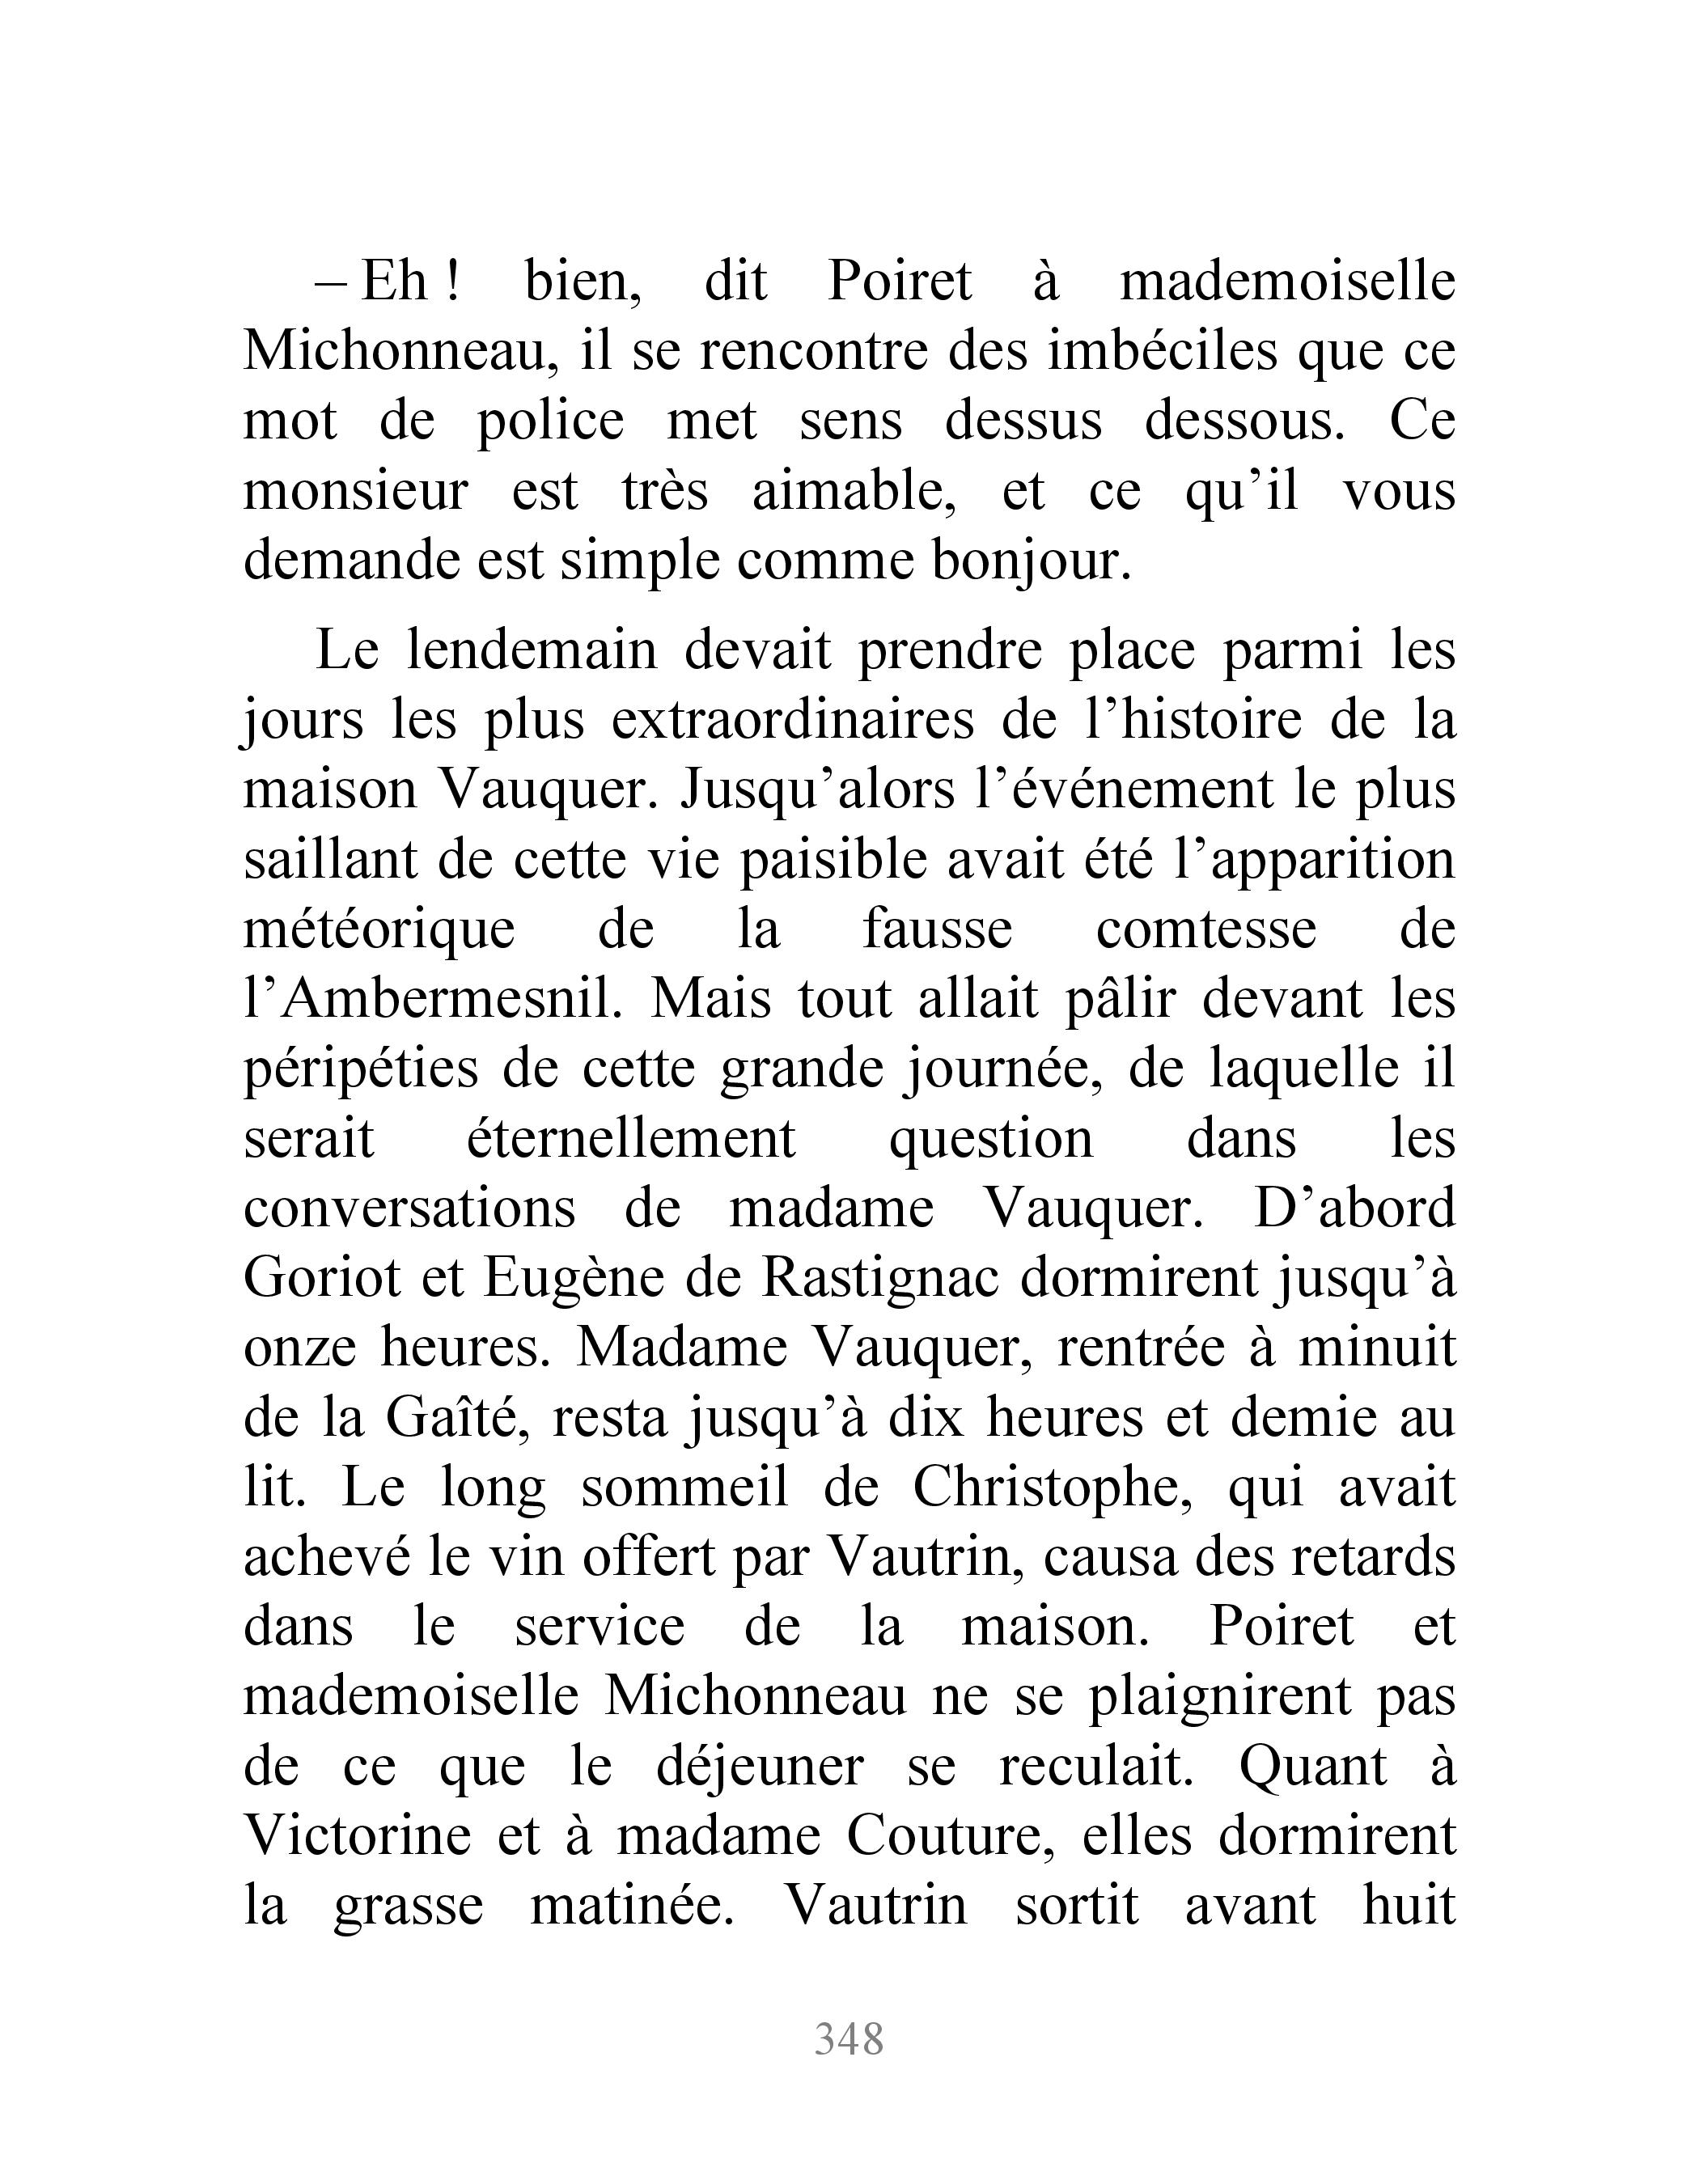 – Eh ! bien, dit Poiret à mademoiselle
Michonneau, il se rencontre des imbéciles que ce
mot de police met sens dessus dessous. Ce
monsieur est très aimable, et ce qu’il vous
demande est simple comme bonjour.
Le lendemain devait prendre place parmi les
jours les plus extraordinaires de l’histoire de la
maison Vauquer. Jusqu’alors l’événement le plus
saillant de cette vie paisible avait été l’apparition
météorique de la fausse comtesse de
l’Ambermesnil. Mais tout allait pâlir devant les
péripéties de cette grande journée, de laquelle il
serait éternellement question dans les
conversations de madame Vauquer. D’abord
Goriot et Eugène de Rastignac dormirent jusqu’à
onze heures. Madame Vauquer, rentrée à minuit
de la Gaîté, resta jusqu’à dix heures et demie au
lit. Le long sommeil de Christophe, qui avait
achevé le vin offert par Vautrin, causa des retards
dans le service de la maison. Poiret et
mademoiselle Michonneau ne se plaignirent pas
de ce que le déjeuner se reculait. Quant à
Victorine et à madame Couture, elles dormirent
la grasse matinée. Vautrin sortit avant huit
348